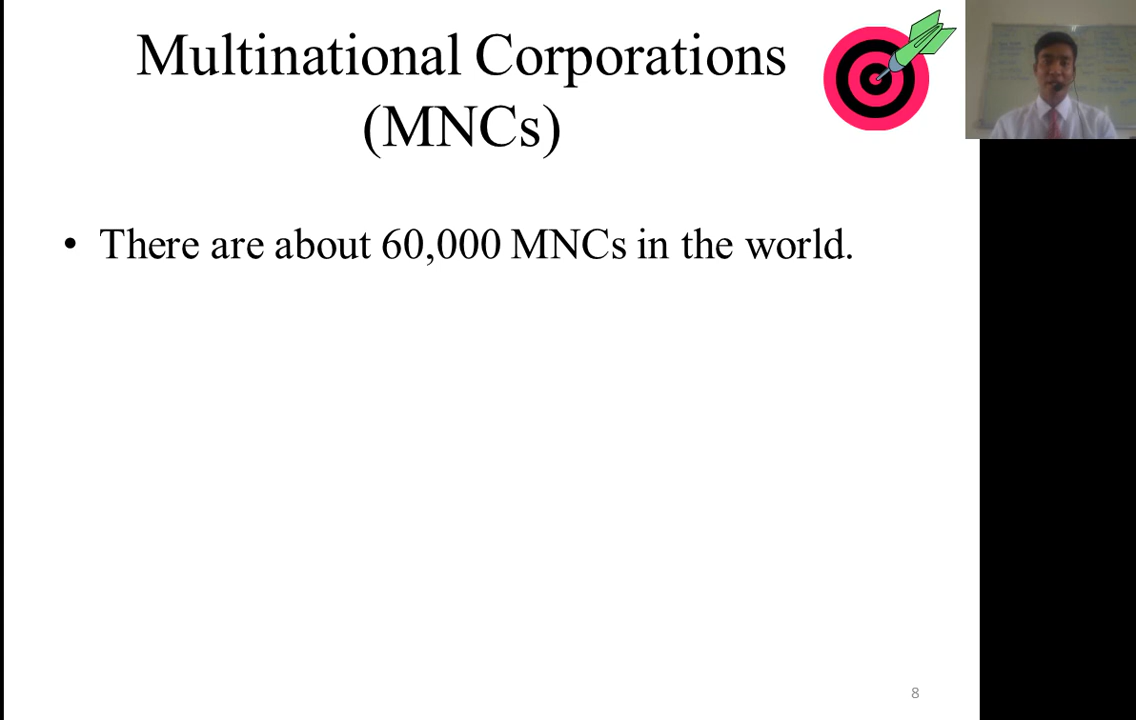 Multinational Corporations
(MNCs)
• There are about 60,000 MNCs in the world.
8